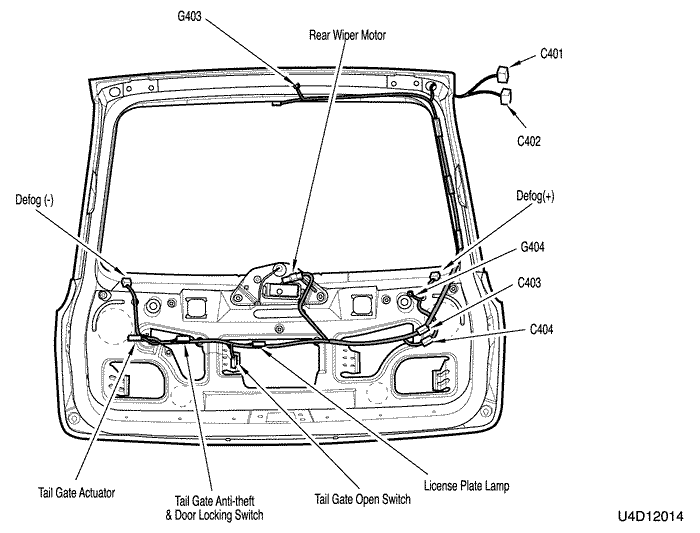 G403
Rear Wiper Motor
C401
C402
Defog (-)
Defog(+)
G404
C403
C404
Tail Gate Actuator
Tail Gate Anti-theft
& Door Locking Switch
Tail Gate Open Switch
License Plate Lamp
U4D12014